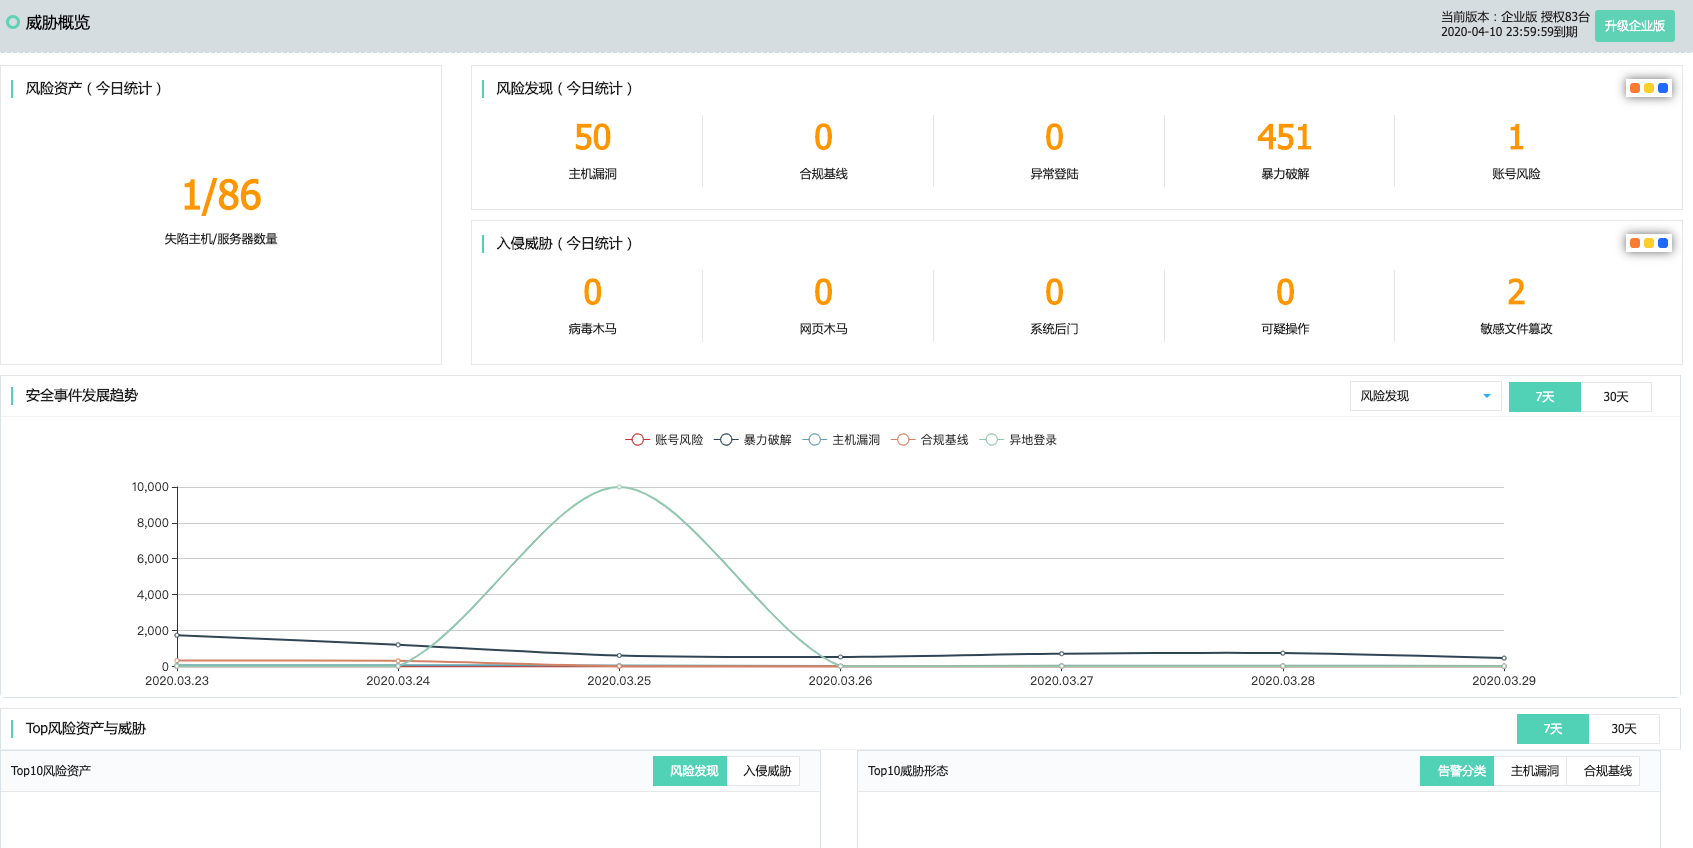 威胁概览
当前版本：企业版 授权83台
2020-04-10 23:59:59到期
升级企业版
风险资产（今日统计）
1/86
失陷主机/服务器数量
风险发现（今日统计）
50
0
0
451
1
主机漏洞
合规基线
异常登陆
暴力破解
账号风险
入侵威胁（今日统计）
0
0
0
0
2
病毒木马
网页木马
系统后门
可疑操作
敏感文件篡改
安全事件发展趋势
风险发现
7天
30天
账号风险
暴力破解
主机漏洞
合规基线
异地登录
10,000
8,000
6,000
4,000
2,000
0
2020.03.23
2020.03.24
2020.03.25
2020.03.26
2020.03.27
2020.03.28
2020.03.29
Top风险资产与威胁
7天
30天
Top10风险资产
风险发现
入侵威胁
Top10威胁形态
告警分类
主机漏洞
合规基线